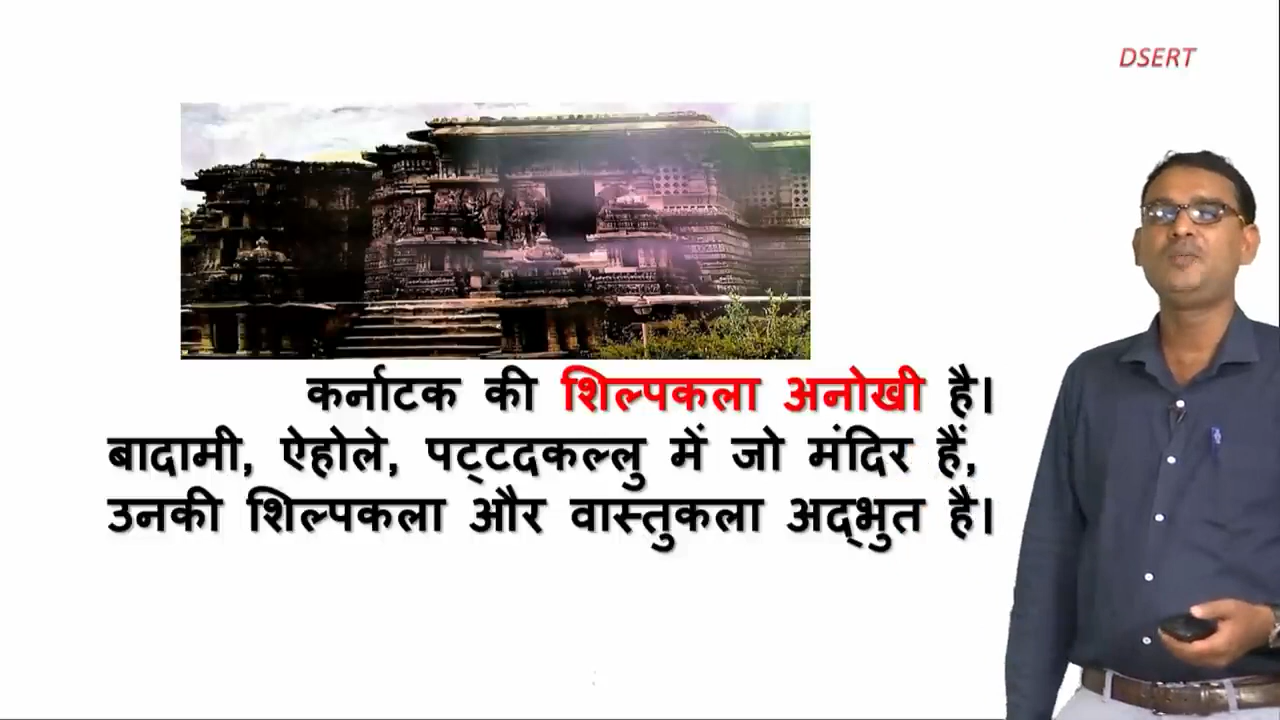 DSERT
कर्नाटक की शिल्पकला अनोखी है।
बादामी, ऐहोले, पट्टदकल्लु में जो मंदिर हैं,
उनकी शिल्पकला और वास्तुकला अद्भुत है।